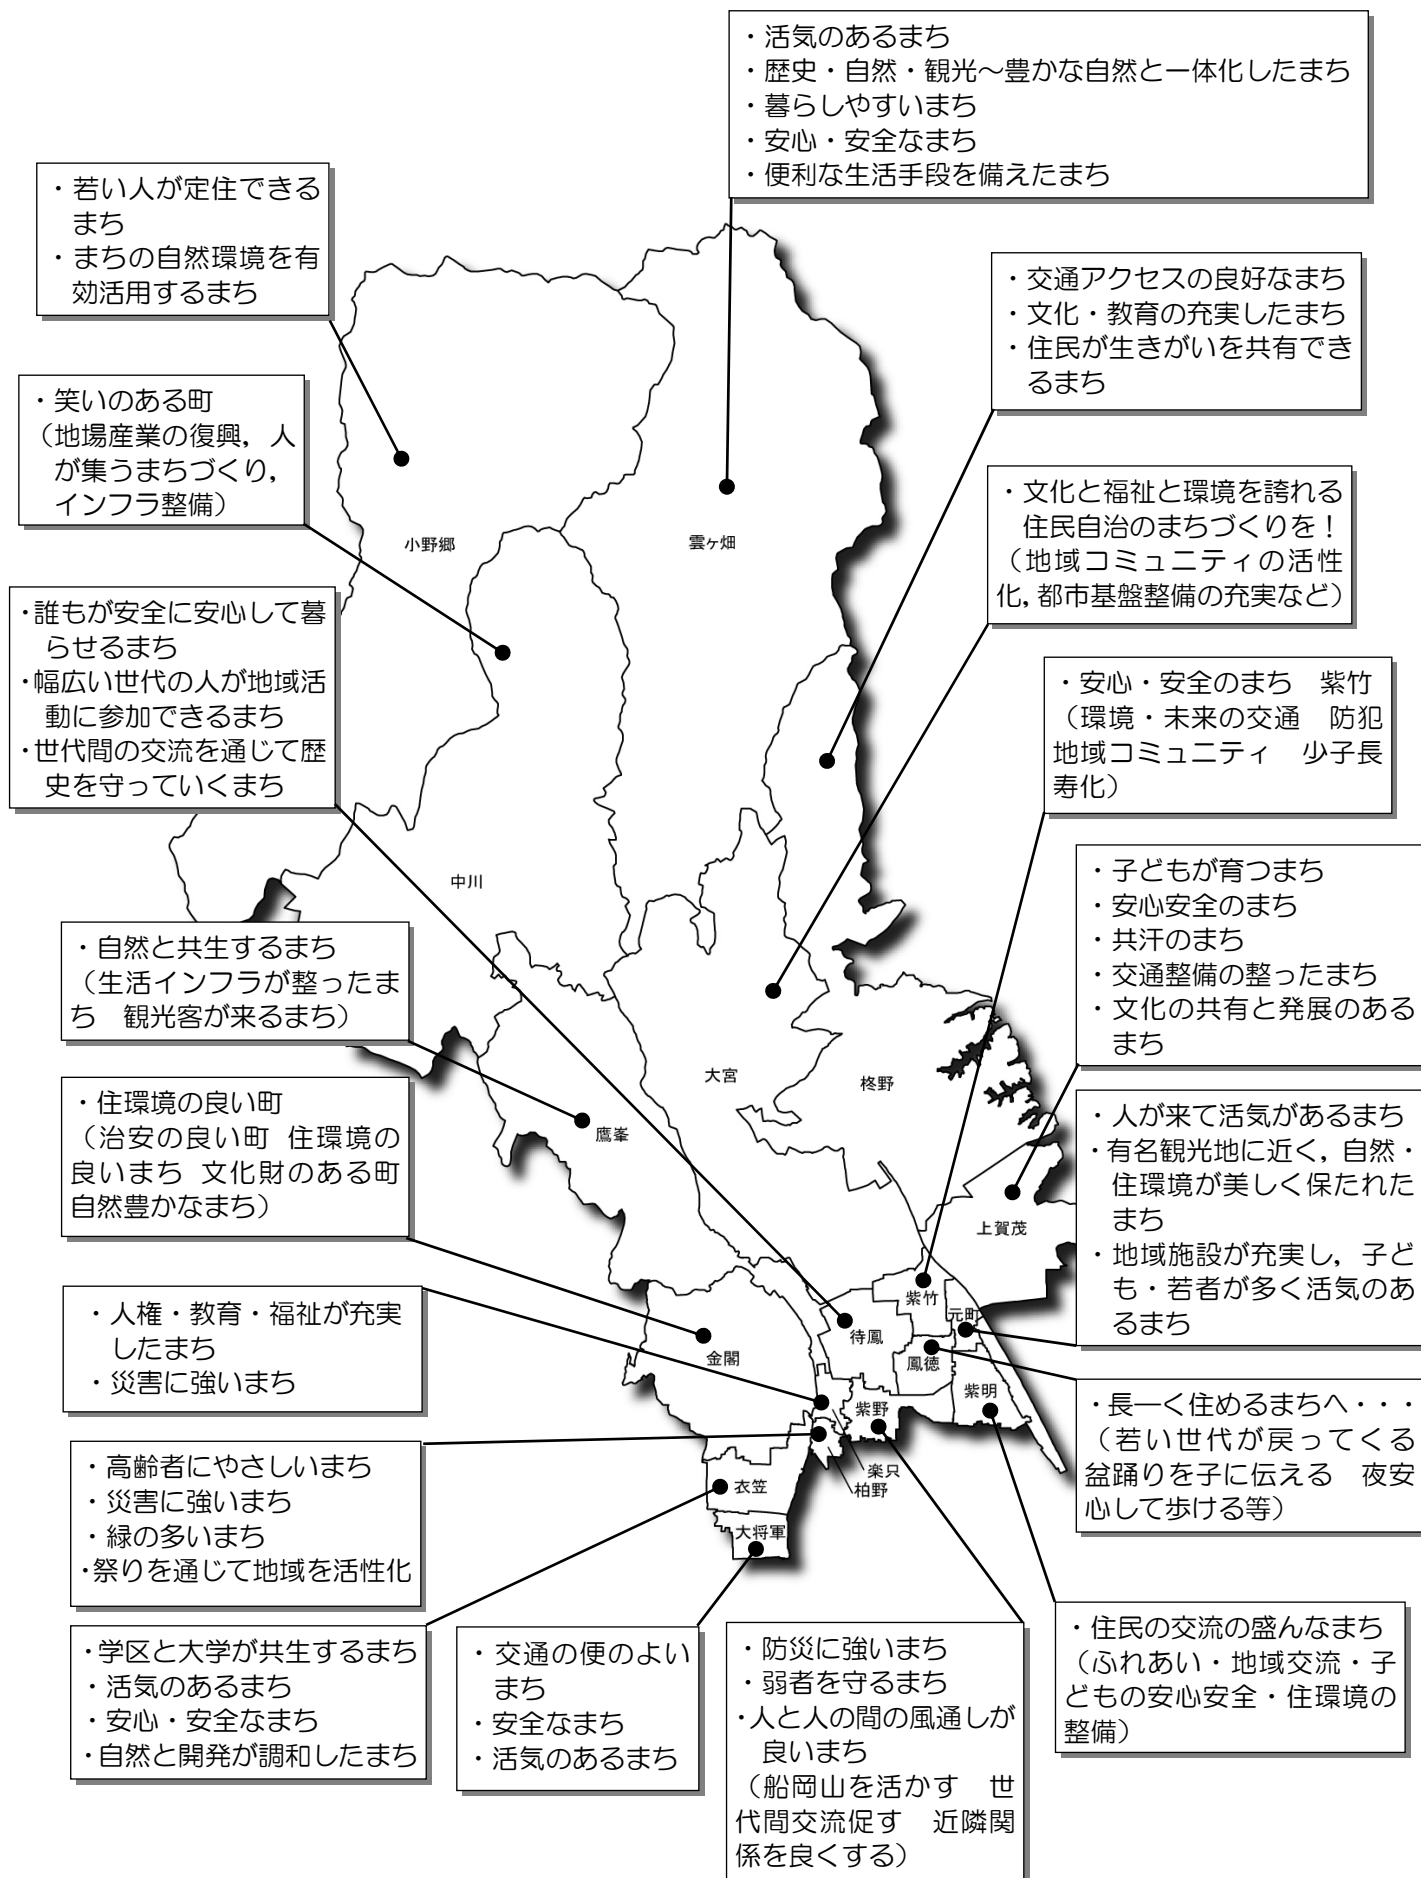 ・活気のあるまち
・歴史・自然・観光～豊かな自然と一体化したまち
・暮らしやすいまち
・安心・安全なまち
・便利な生活手段を備えたまち
・若い人が定住できる
まち
・まちの自然環境を有
効活用するまち
・交通アクセスの良好なまち
・文化・教育の充実したまち
・住民が生きがいを共有でき
るまち
・笑いのある町
（地場産業の復興，人
が集うまちづくり，
インフラ整備）
・文化と福祉と環境を誇れる
住民自治のまちづくりを！
（地域コミュニティの活性
化，都市基盤整備の充実など）
小野郷
雲ヶ畑
・誰もが安全に安心して暮
らせるまち
・幅広い世代の人が地域活
動に参加できるまち
・世代間の交流を通じて歴
史を守っていくまち
・安心・安全のまち　紫竹
（環境・未来の交通　防犯
地域コミュニティ　少子長
寿化）
中川
・子どもが育つまち
・安心安全のまち
・共汗のまち
・交通整備の整ったまち
・文化の共有と発展のある
まち
・自然と共生するまち
（生活インフラが整ったま
ち　観光客が来るまち）
大宮
柊野
鷹峯
・住環境の良い町
（治安の良い町 住環境の
良いまち 文化財のある町
自然豊かなまち）
・人が来て活気があるまち
・有名観光地に近く，自然・
住環境が美しく保たれた
まち
・地域施設が充実し，子ど
も・若者が多く活気のあ
るまち
上賀茂
紫竹
元町
待鳳
鳳徳
金閣
紫明
紫野
・人権・教育・福祉が充実
したまち
・災害に強いまち
・長ーく住めるまちへ・・・
（若い世代が戻ってくる
盆踊りを子に伝える　夜安
心して歩ける等）
楽只
柏野
衣笠
大将軍
・高齢者にやさしいまち
・災害に強いまち
・緑の多いまち
・祭りを通じて地域を活性化
・学区と大学が共生するまち
・活気のあるまち
・安心・安全なまち
・自然と開発が調和したまち
・交通の便のよい
まち
・安全なまち
・活気のあるまち
・防災に強いまち
・弱者を守るまち
・人と人の間の風通しが
良いまち
（船岡山を活かす　世
代間交流促す　近隣関
係を良くする）
・住民の交流の盛んなまち
（ふれあい・地域交流・子
どもの安心安全・住環境の
整備）